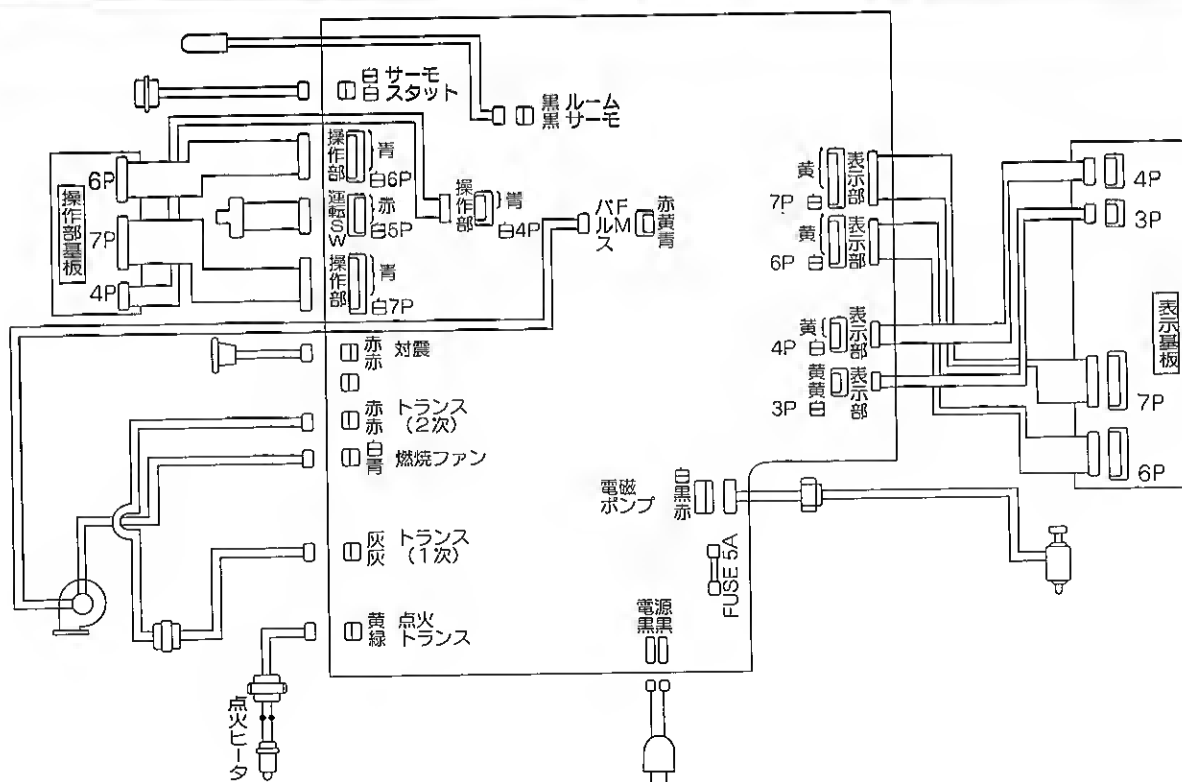 白 サーモ
白 スタット
黒 ルーム
黒 サーモ
操作部
青
白6P
運転SW
赤
白5P
操作部
青
白4P
操作部
青
白7P
6P
7P
4P
操作部基板
FM
パルス
赤
黄
青
赤
赤 対震
赤 トランス
赤 (2次)
白
青 燃焼ファン
灰 トランス
灰 (1次)
黄 点火
緑 トランス
点火ヒータ
黄
7P 白
表示部
黄
6P 白
表示部
黄
4P 白
表示部
黄
黄
3P 白
表示部
4P
3P
7P
6P
表示基板
電磁
ポンプ
白
黒
赤
FUSE 5A
電源
黒黒